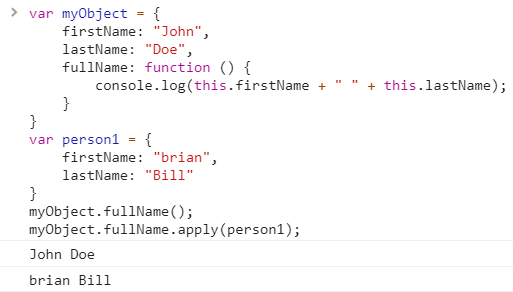 > var myObject = {
    firstName: "John",
    lastName: "Doe",
    fullName: function () {
        console.log(this.firstName + " " + this.lastName);
    }
}
var person1 = {
    firstName: "brian",
    lastName: "Bill"
}
myObject.fullName();
myObject.fullName.apply(person1);
John Doe
brian Bill